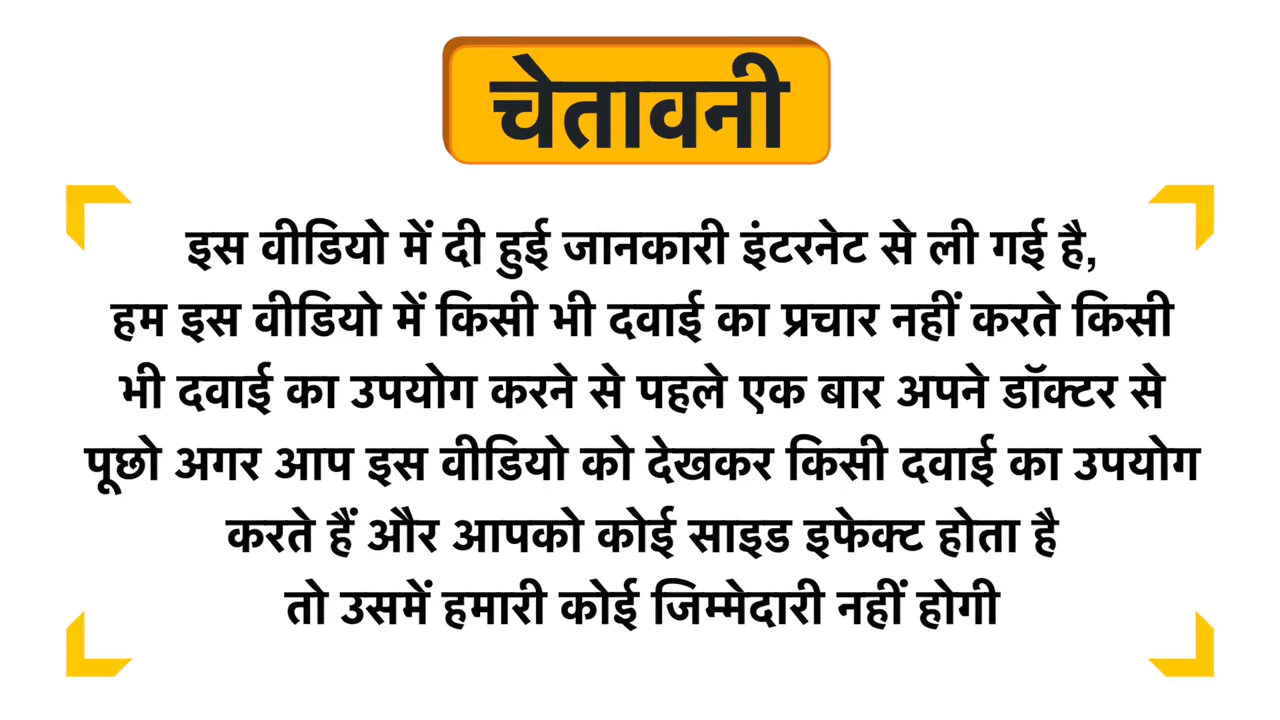 चेतावनी
इस वीडियो में दी हुई जानकारी इंटरनेट से ली गई है,
हम इस वीडियो में किसी भी दवाई का प्रचार नहीं करते किसी
भी दवाई का उपयोग करने से पहले एक बार अपने डॉक्टर से
पूछो अगर आप इस वीडियो को देखकर किसी दवाई का उपयोग
करते हैं और आपको कोई साइड इफेक्ट होता है
तो उसमें हमारी कोई जिम्मेदारी नहीं होगी